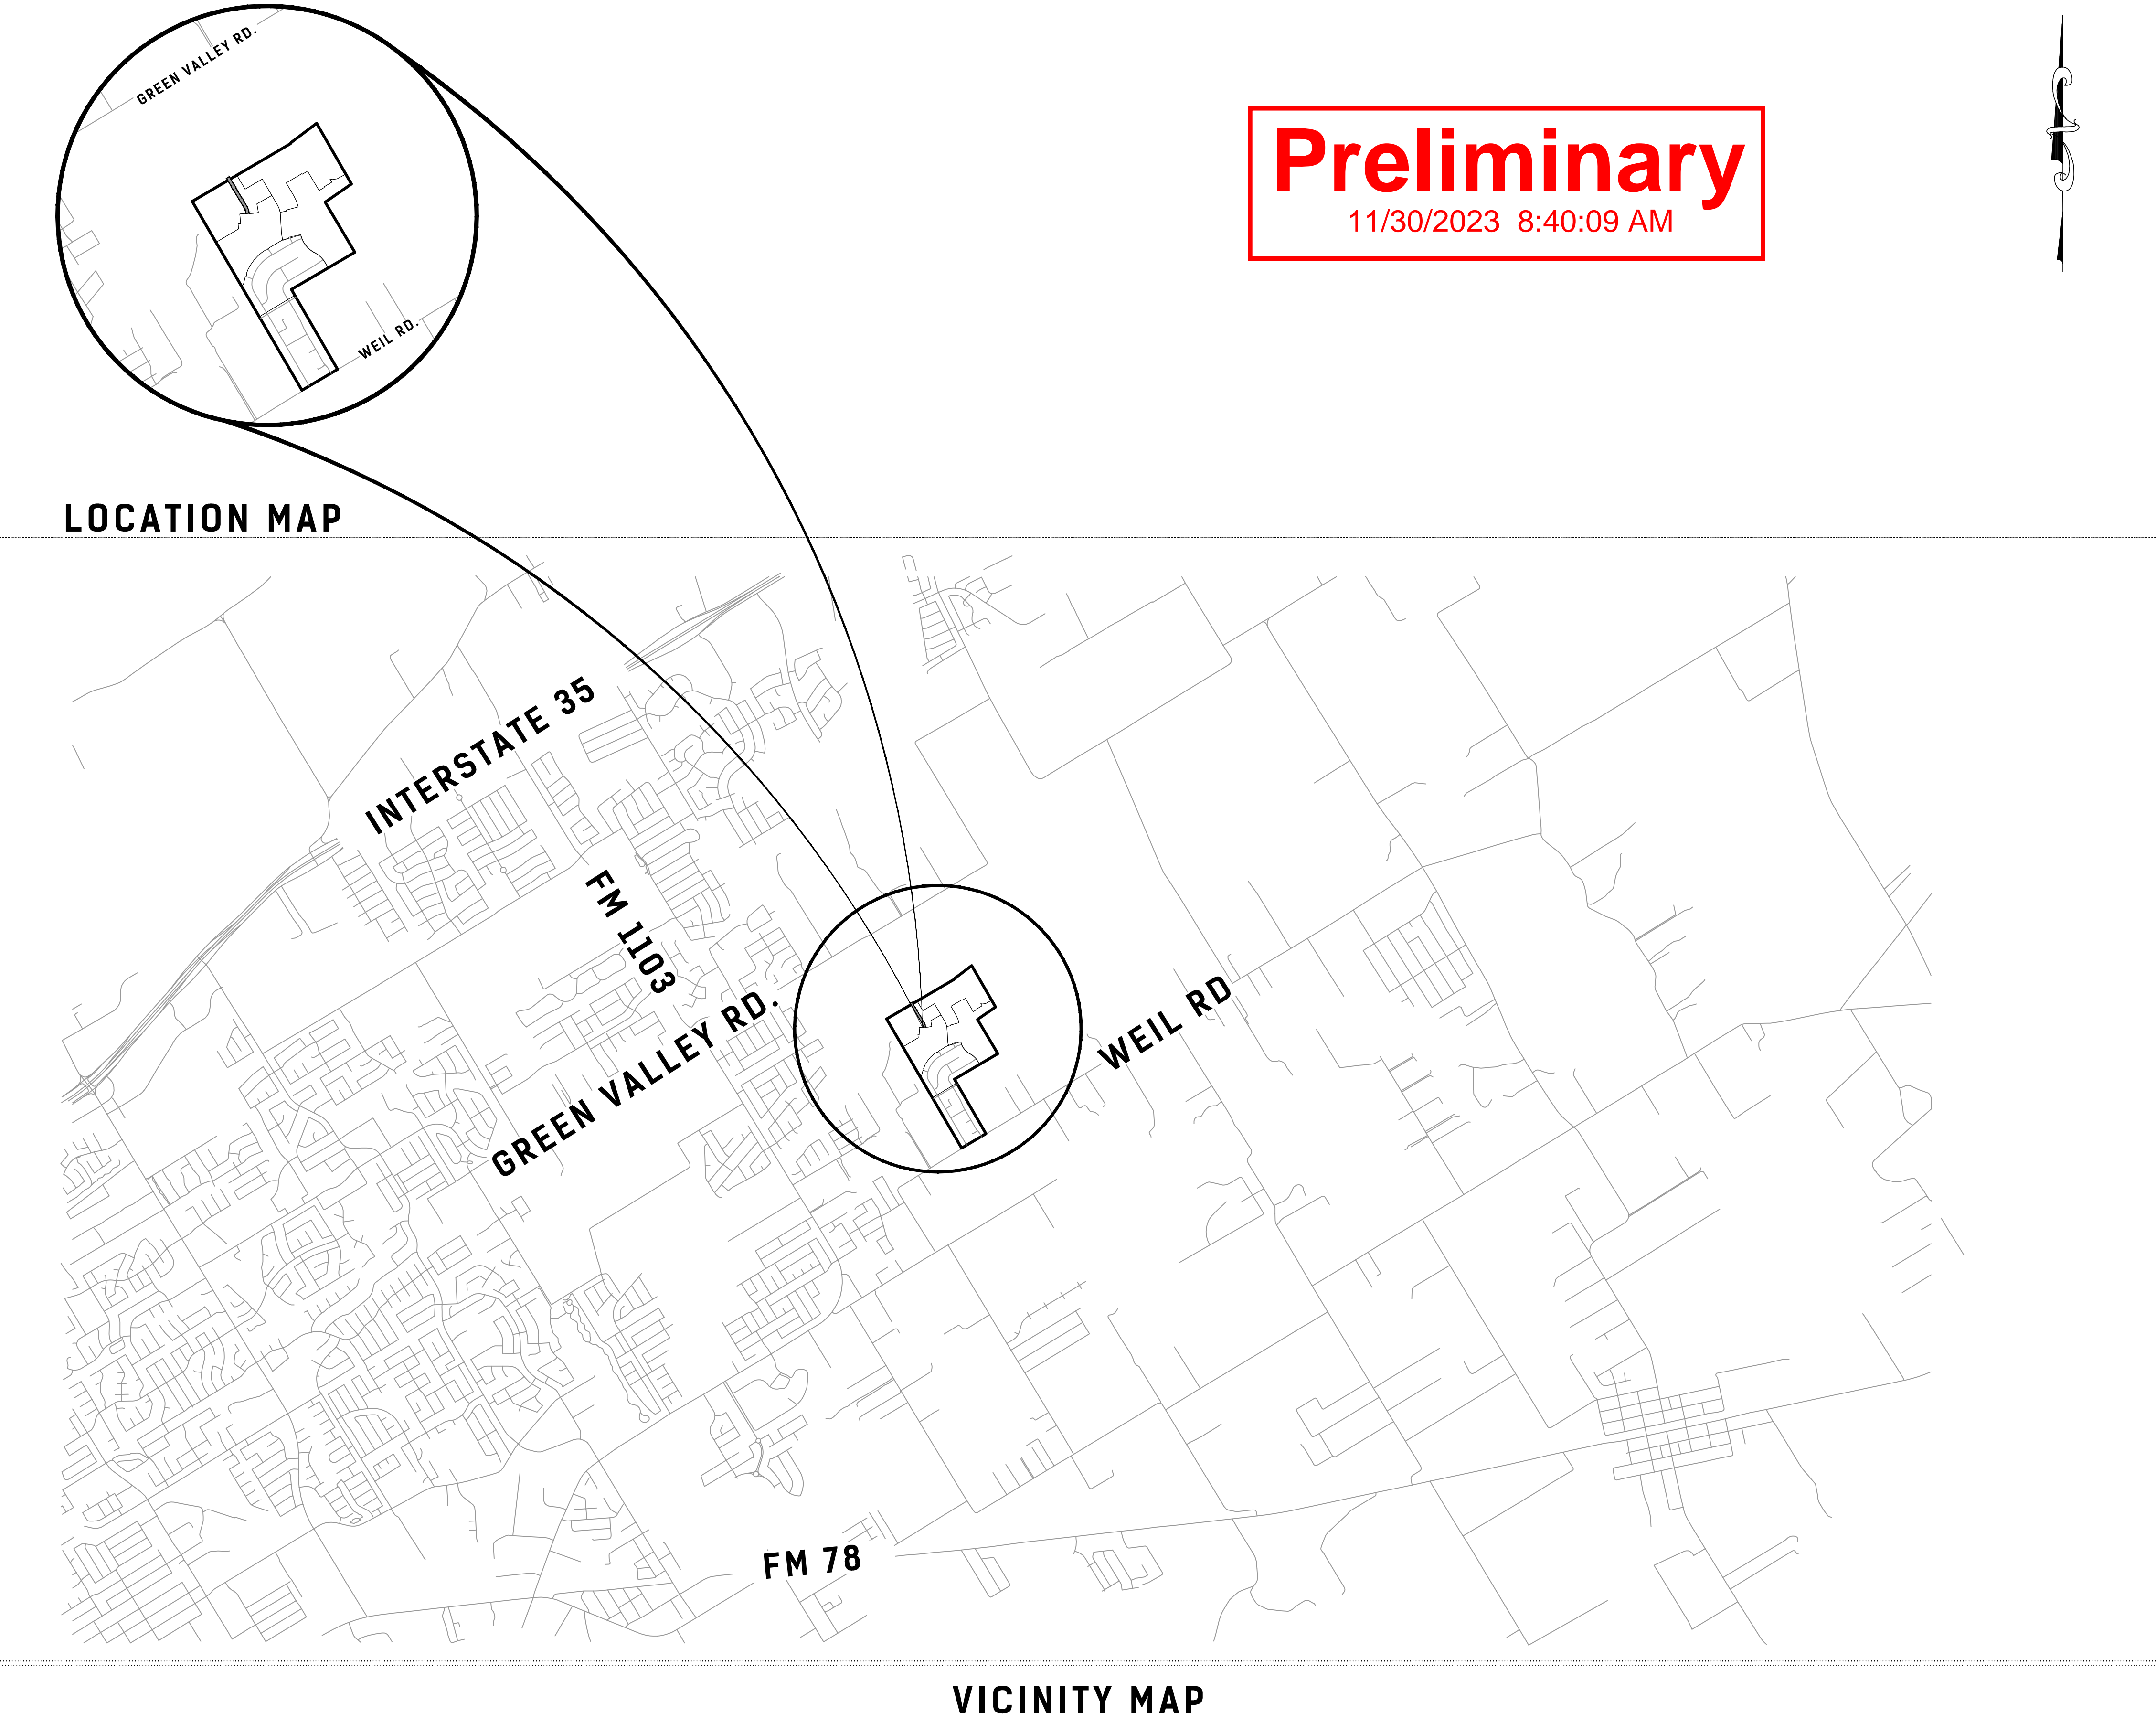 GREEN VALLEY RD.
Preliminary
11/30/2023 8:40:09 AM
WEIL RD.
LOCATION MAP
INTERSTATE 35
FM 1103
GREEN VALLEY RD.
WEIL RD
FM 78
VICINITY MAP